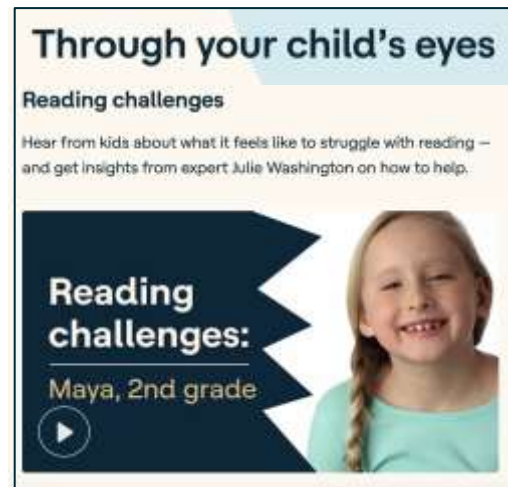 Through your child's eyes
Reading challenges
Hear from kids about what it feels like to struggle with reading —
and get insights from expert Julie Washington on how to help.
Reading
challenges:
Maya, 2nd grade